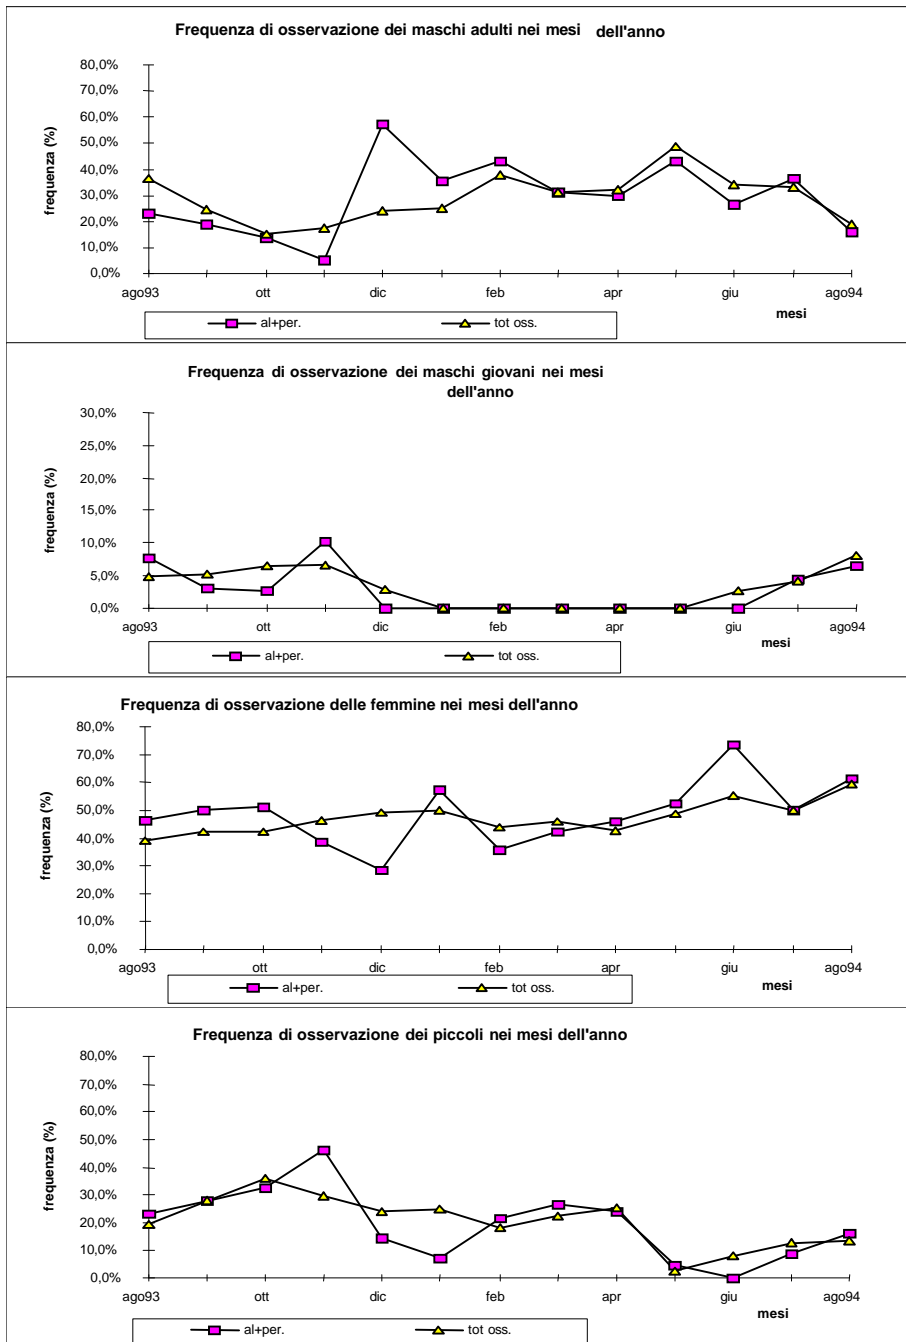 Frequenza di osservazione dei maschi adulti nei mesi dell'anno
frequenza (%)
80,0%
70,0%
60,0%
50,0%
40,0%
30,0%
20,0%
10,0%
0,0%
ago93 ott dic feb apr giu ago94
mesi
al+per. tot oss.
Frequenza di osservazione dei maschi giovani nei mesi
dell'anno
frequenza (%)
30,0%
25,0%
20,0%
15,0%
10,0%
5,0%
0,0%
ago93 ott dic feb apr giu ago94
mesi
al+per. tot oss.
Frequenza di osservazione delle femmine nei mesi dell'anno
frequenza (%)
80,0%
70,0%
60,0%
50,0%
40,0%
30,0%
20,0%
10,0%
0,0%
ago93 ott dic feb apr giu ago94
mesi
al+per. tot oss.
Frequenza di osservazione dei piccoli nei mesi dell'anno
frequenza (%)
80,0%
70,0%
60,0%
50,0%
40,0%
30,0%
20,0%
10,0%
0,0%
ago93 ott dic feb apr giu ago94
mesi
al+per. tot oss.